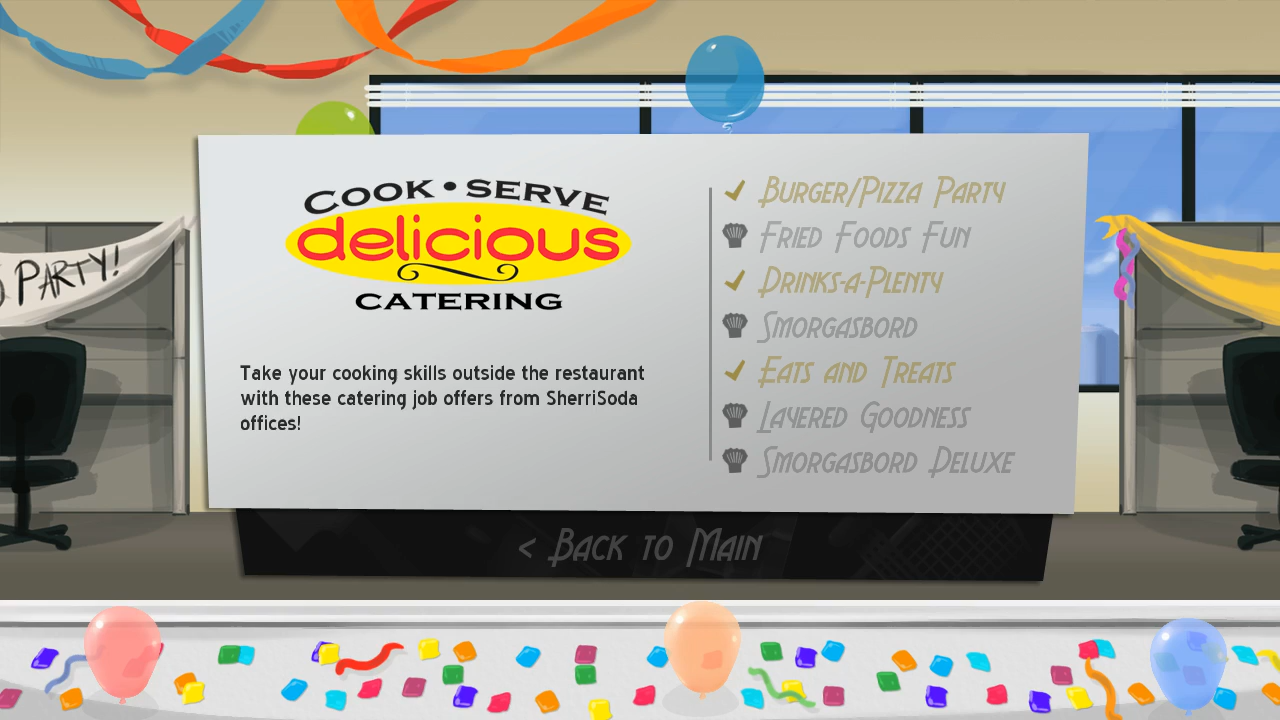 COOK • SERVE
delicious
CATERING
Take your cooking skills outside the restaurant
with these catering job offers from SherriSoda
offices!
Burger/Pizza Party
Fried Foods Fun
Drinks-a-Plenty
Smorgasbord
Eats and Treats
Layered Goodness
Smorgasbord Deluxe
< Back to Main
PARTY!